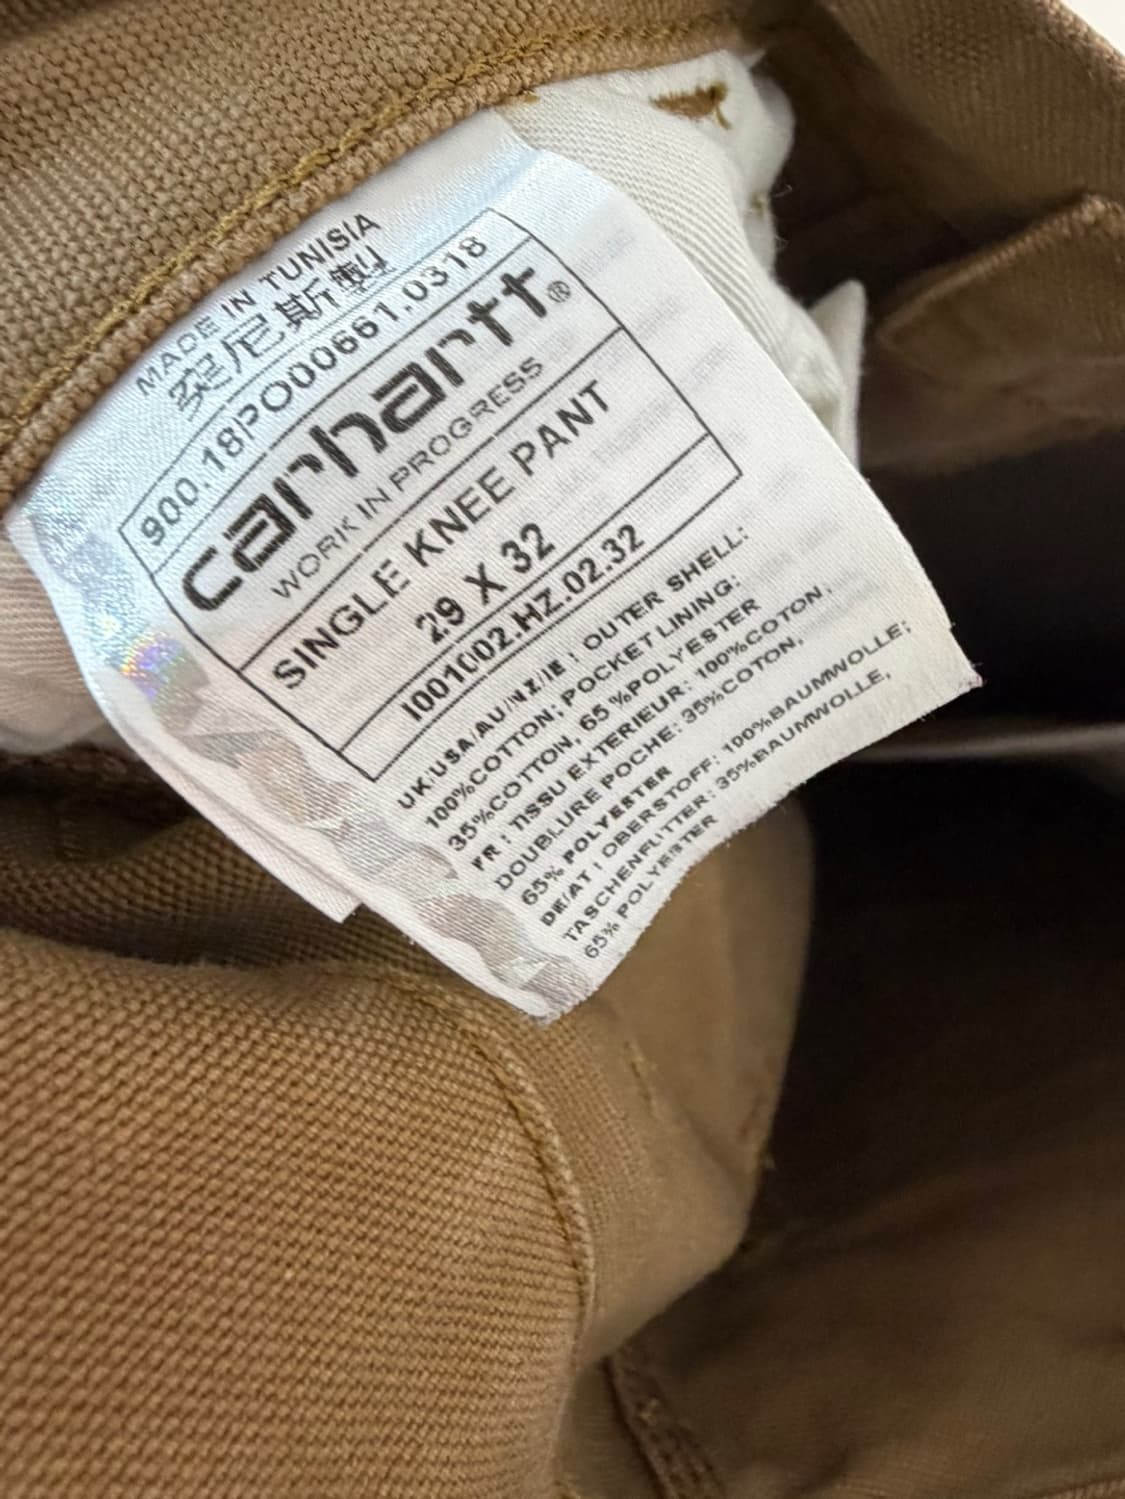 MADE IN TUNISIA
突尼斯製
900.18PO000661.0318
carhartt®
WORK IN PROGRESS
SINGLE KNEE PANT
29 X 32
I001002.HZ.02.32
UK/USA/AU/NZ/IE : OUTER SHELL:
100%COTTON; POCKET LINING:
35%COTTON, 65 %POLYESTER
FR : TISSU EXTERIEUR: 100%COTON,
DOUBLURE POCHE: 35%COTON,
65% POLYESTER
DE/AT : OBERSTOFF: 100%BAUMWOLLE;
TASCHENFUTTER: 35%BAUMWOLLE,
65% POLYESTER